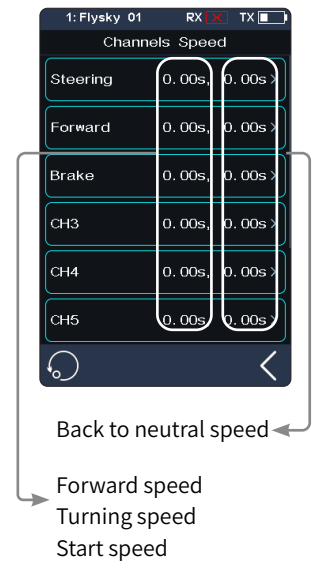 1: Flysky 01 RX TX
Channels Speed
Steering 0.00s, 0.00s >
Forward 0.00s, 0.00s >
Brake 0.00s, 0.00s >
CH3 0.00s, 0.00s >
CH4 0.00s, 0.00s >
CH5 0.00s, 0.00s >
Back to neutral speed
Forward speed
Turning speed
Start speed